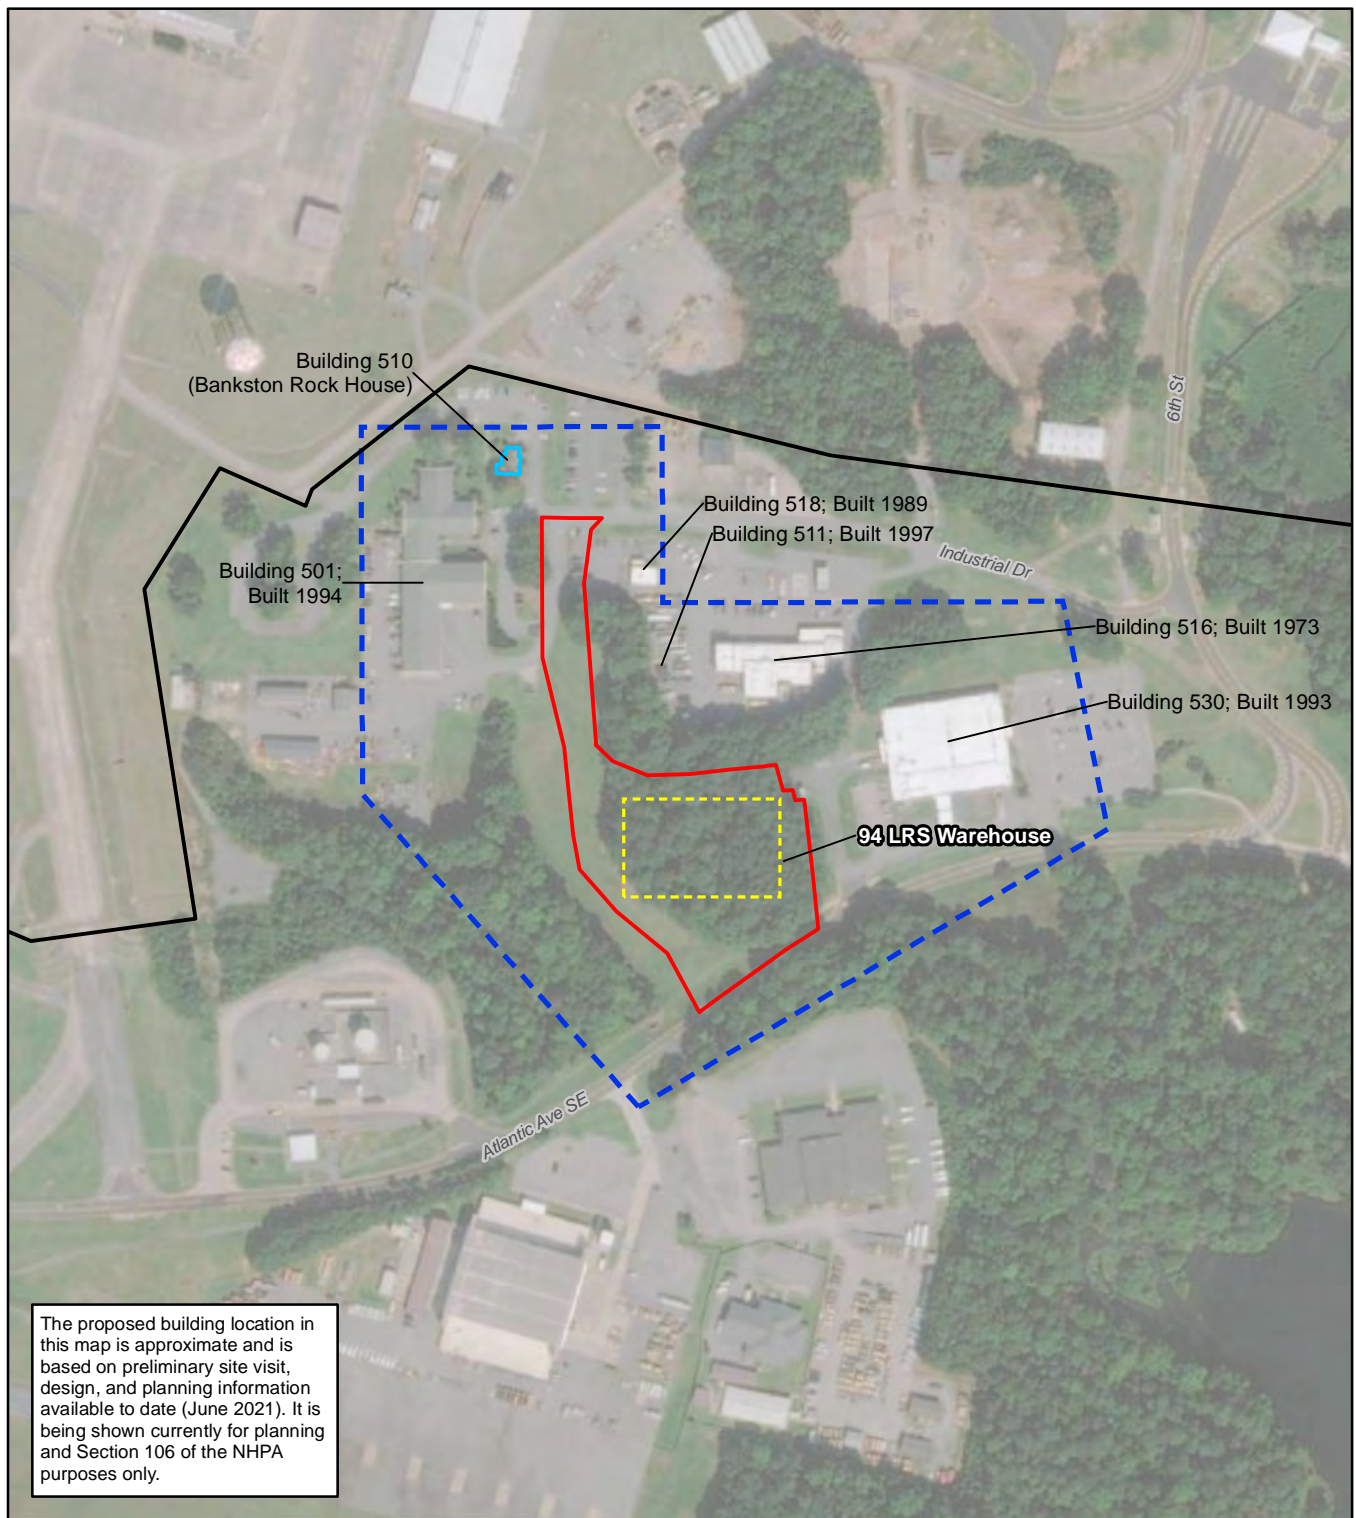 6th St
Building 510
(Bankston Rock House)
Building 518; Built 1989
Building 511; Built 1997
Industrial Dr
Building 501;
Built 1994
Building 516; Built 1973
Building 530; Built 1993
94 LRS Warehouse
Atlantic Ave SE
The proposed building location in
this map is approximate and is
based on preliminary site visit,
design, and planning information
available to date (June 2021). It is
being shown currently for planning
and Section 106 of the NHPA
purposes only.